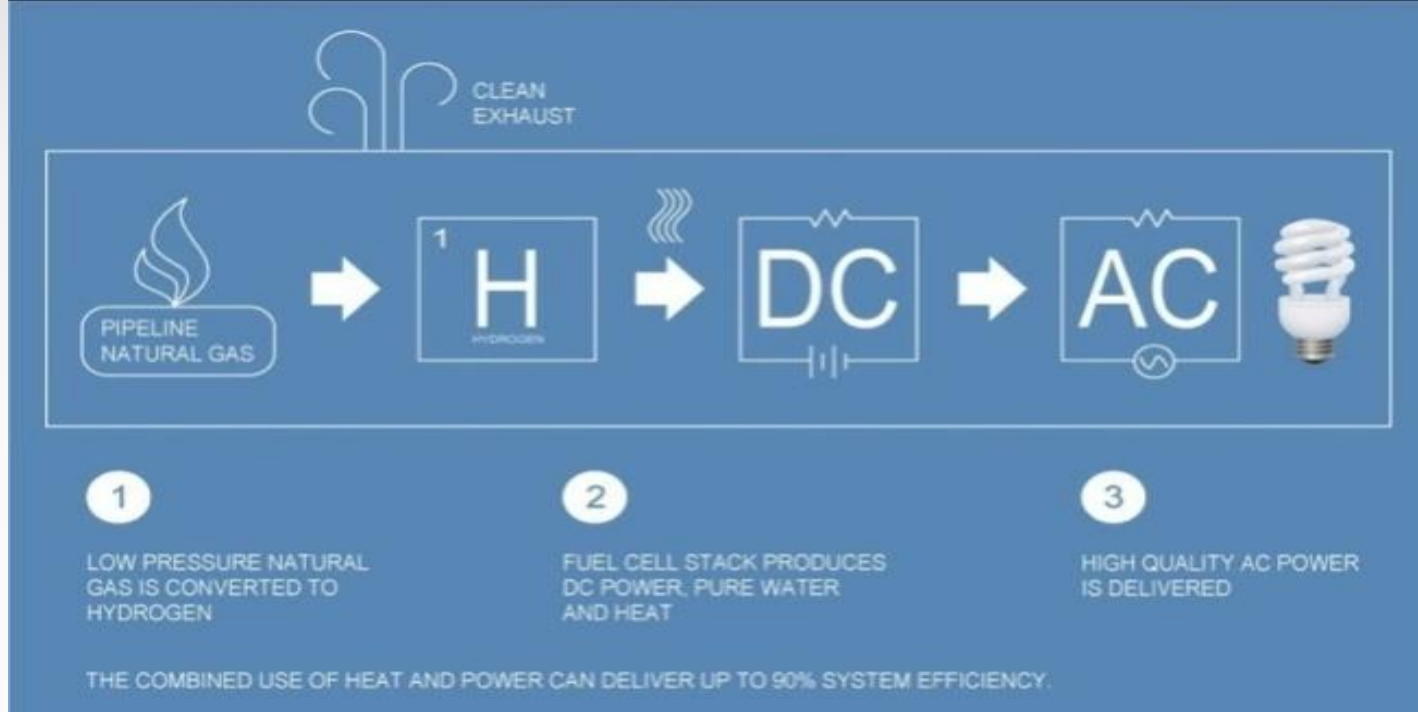 CLEAN
EXHAUST
PIPELINE
NATURAL GAS
1
H
HYDROGEN
DC
AC
1
LOW PRESSURE NATURAL
GAS IS CONVERTED TO
HYDROGEN
2
FUEL CELL STACK PRODUCES
DC POWER, PURE WATER
AND HEAT
3
HIGH QUALITY AC POWER
IS DELIVERED
THE COMBINED USE OF HEAT AND POWER CAN DELIVER UP TO 90% SYSTEM EFFICIENCY.